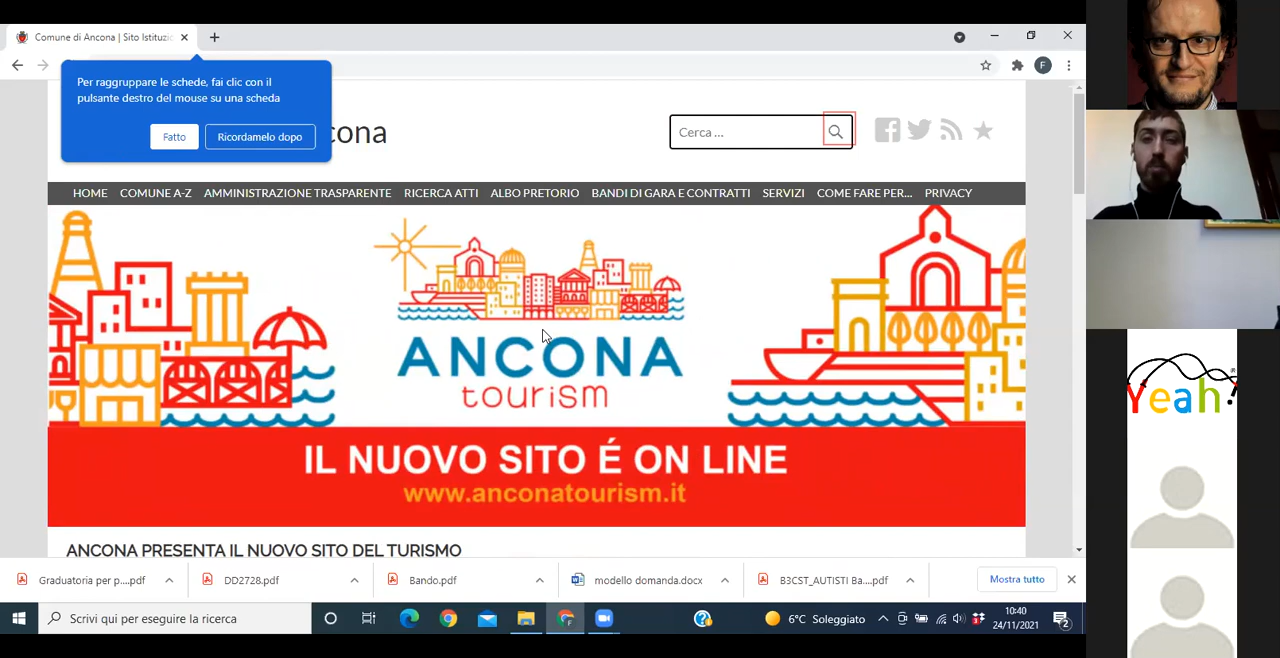 Comune di Ancona | Sito Istituzio
Per raggruppare le schede, fai clic con il
pulsante destro del mouse su una scheda
Fatto
Ricordamelo dopo
cona
Cerca ...
F
HOME COMUNE A-Z AMMINISTRAZIONE TRASPARENTE RICERCA ATTI ALBO PRETORIO BANDI DI GARA E CONTRATTI SERVIZI COME FARE PER... PRIVACY
ANCONA
tourism
IL NUOVO SITO É ON LINE
www.anconatourism.it
ANCONA PRESENTA IL NUOVO SITO DEL TURISMO
Graduatoria per p....pdf
DD2728.pdf
Bando.pdf
modello domanda.docx
B3CST_AUTISTI Ba....pdf
Mostra tutto
Scrivi qui per eseguire la ricerca
6°C Soleggiato
10:40
24/11/2021
2
Yeah!